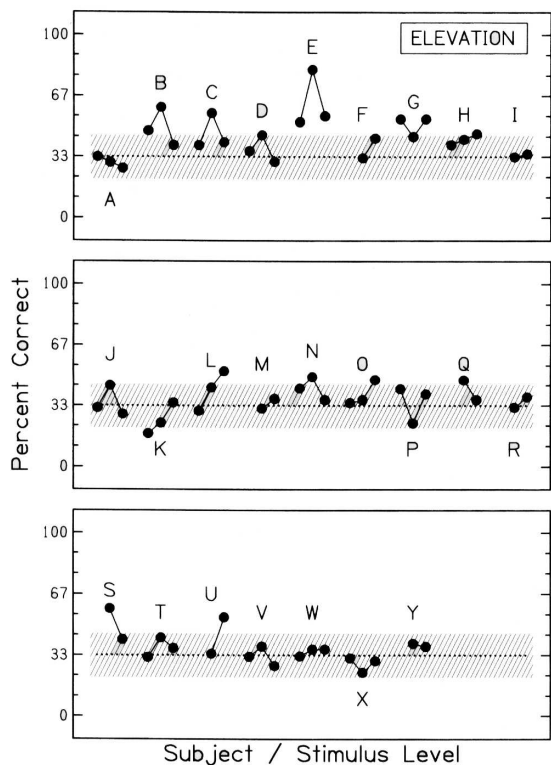 ELEVATION
100
67
33
0
A B C D E F G H I
Percent Correct
100
67
33
0
J K L M N O P Q R
100
67
33
0
S T U V W X Y
Subject / Stimulus Level